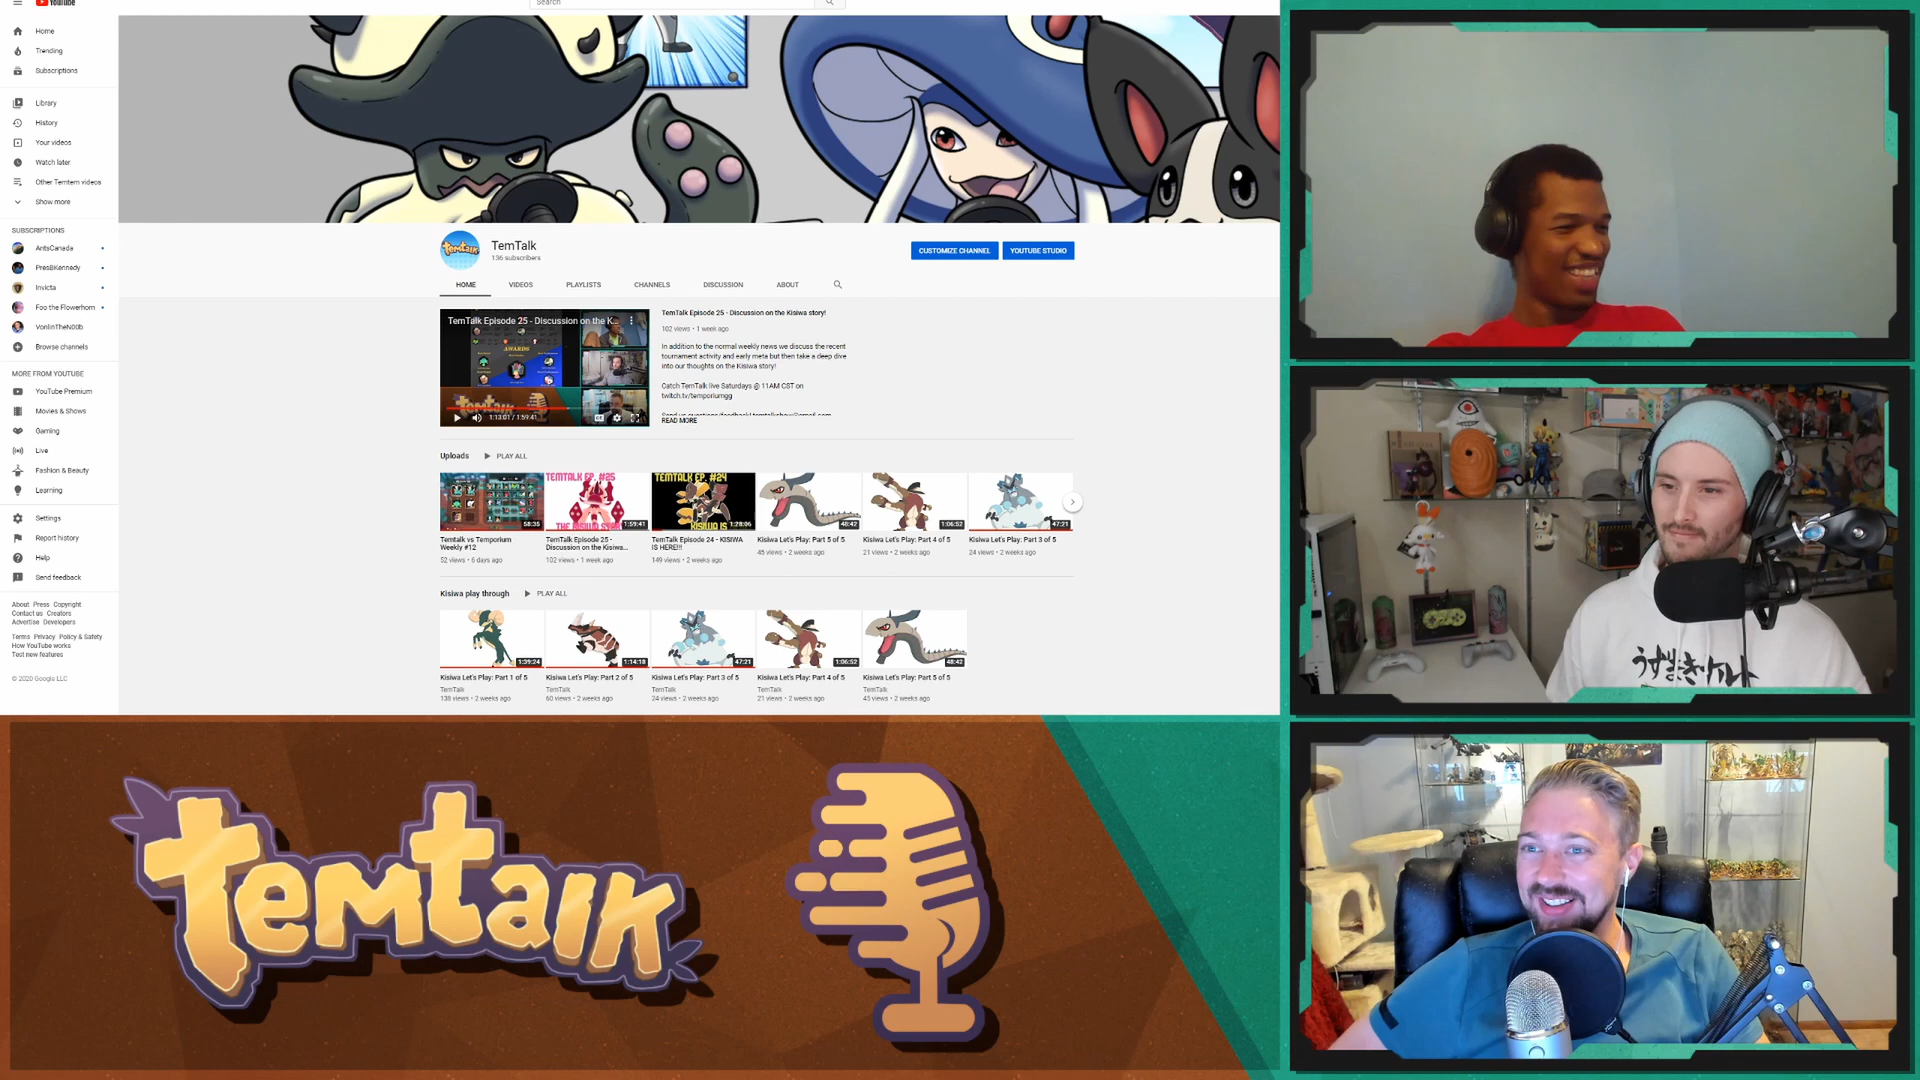 YouTube
Search
Home
Trending
Subscriptions
Library
History
Your videos
Watch later
Other Temtem videos
Show more
SUBSCRIPTIONS
AntsCanada
PresBKennedy
Invicta
Foo the Flowerhorn
VonlinTheN00b
Browse channels
MORE FROM YOUTUBE
YouTube Premium
Movies & Shows
Gaming
Live
Fashion & Beauty
Learning
Settings
Report history
Help
Send feedback
About Press Copyright
Contact us Creators
Advertise Developers
Terms Privacy Policy & Safety
How YouTube works
Test new features
© 2020 Google LLC
temtalk
TemTalk
136 subscribers
CUSTOMIZE CHANNEL
YOUTUBE STUDIO
HOME VIDEOS PLAYLISTS CHANNELS DISCUSSION ABOUT
TemTalk Episode 25 - Discussion on the K...
AWARDS
1:13:01 / 1:59:41
TemTalk Episode 25 - Discussion on the Kisiwa story!
102 views • 1 week ago
In addition to the normal weekly news we discuss the recent
tournament activity and early meta but then take a deep dive
into our thoughts on the Kisiwa story!
Catch TemTalk live Saturdays @ 11AM CST on
twitch.tv/temporiumgg
READ MORE
Uploads
PLAY ALL
58:35
TEMTALK EP. #25
THE KISIWA STORY
1:59:41
TEMTALK EP. #24
KISIWA IS
1:28:06
48:42
1:06:52
47:21
Temtalk vs Temporium
Weekly #12
52 views • 6 days ago
TemTalk Episode 25 -
Discussion on the Kisiwa...
102 views • 1 week ago
TemTalk Episode 24 - KISIWA
IS HERE!!!
149 views • 2 weeks ago
Kisiwa Let's Play: Part 5 of 5
45 views • 2 weeks ago
Kisiwa Let's Play: Part 4 of 5
21 views • 2 weeks ago
Kisiwa Let's Play: Part 3 of 5
24 views • 2 weeks ago
Kisiwa play through
PLAY ALL
1:39:24
1:14:18
47:21
1:06:52
48:42
Kisiwa Let's Play: Part 1 of 5
TemTalk
138 views • 2 weeks ago
Kisiwa Let's Play: Part 2 of 5
TemTalk
60 views • 2 weeks ago
Kisiwa Let's Play: Part 3 of 5
TemTalk
24 views • 2 weeks ago
Kisiwa Let's Play: Part 4 of 5
TemTalk
21 views • 2 weeks ago
Kisiwa Let's Play: Part 5 of 5
TemTalk
45 views • 2 weeks ago
temtalk